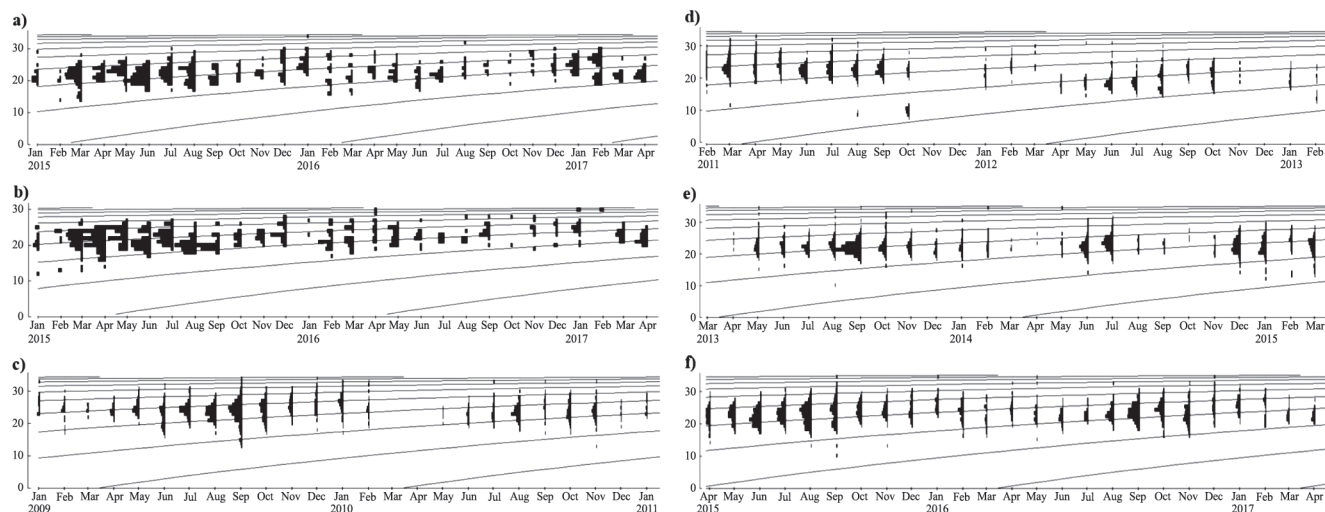 a)
30
20
10
0
Jan Feb Mar Apr May Jun Jul Aug Sep Oct Nov Dec Jan Feb Mar Apr May Jun Jul Aug Sep Oct Nov Dec Jan Feb Mar Apr
2015 2016 2017
b)
30
20
10
0
Jan Feb Mar Apr May Jun Jul Aug Sep Oct Nov Dec Jan Feb Mar Apr May Jun Jul Aug Sep Oct Nov Dec Jan Feb Mar Apr
2015 2016 2017
c)
30
20
10
0
Jan Feb Mar Apr May Jun Jul Aug Sep Oct Nov Dec Jan Feb Mar Apr May Jun Jul Aug Sep Oct Nov Dec Jan
2009 2010 2011
d)
30
20
10
0
Feb Mar Apr May Jun Jul Aug Sep Oct Nov Dec Jan Feb Mar Apr May Jun Jul Aug Sep Oct Nov Dec Jan Feb
2011 2012 2013
e)
30
20
10
0
Mar Apr May Jun Jul Aug Sep Oct Nov Dec Jan Feb Mar Apr May Jun Jul Aug Sep Oct Nov Dec Jan Feb Mar
2013 2014 2015
f)
30
20
10
0
Apr May Jun Jul Aug Sep Oct Nov Dec Jan Feb Mar Apr May Jun Jul Aug Sep Oct Nov Dec Jan Feb Mar Apr
2015 2016 2017